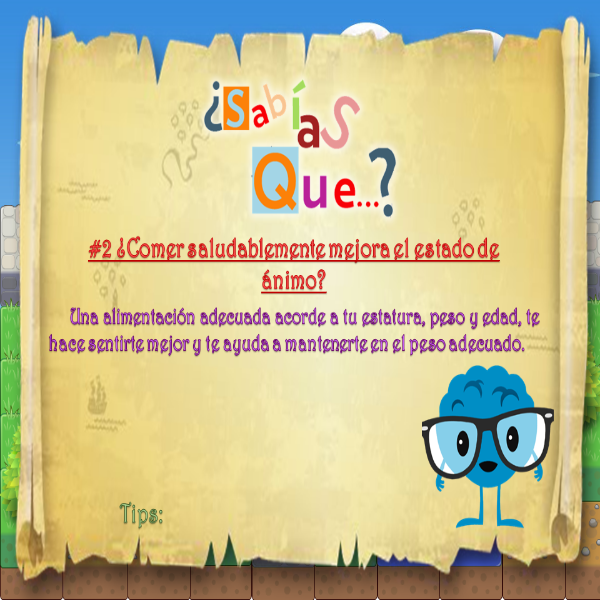 ¿Sabías
Que...?
#2 ¿Comer saludablemente mejora el estado de
ánimo?
Una alimentación adecuada acorde a tu estatura, peso y edad, te
hace sentirte mejor y te ayuda a mantenerte en el peso adecuado.
Tips: